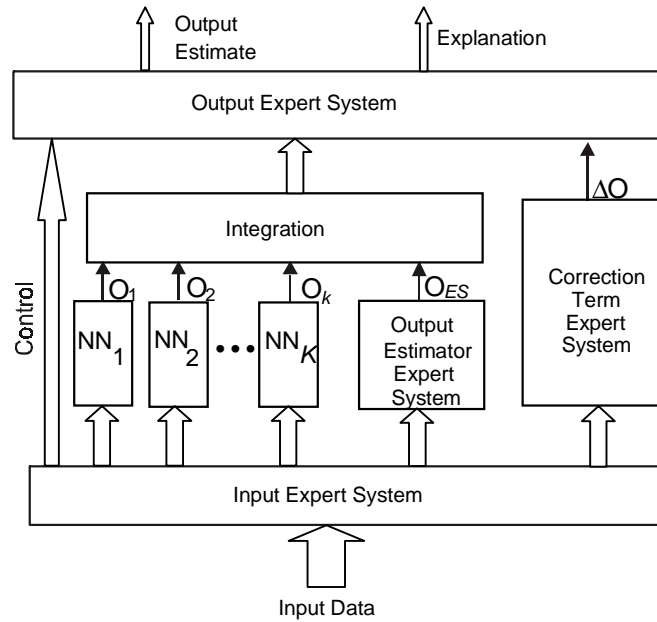 Output
Estimate
Explanation
Output Expert System
ΔO
Integration
Control
O1
O2
Ok
OES
NN1
NN2
•••
NNK
Output
Estimator
Expert
System
Correction
Term
Expert
System
Input Expert System
Input Data